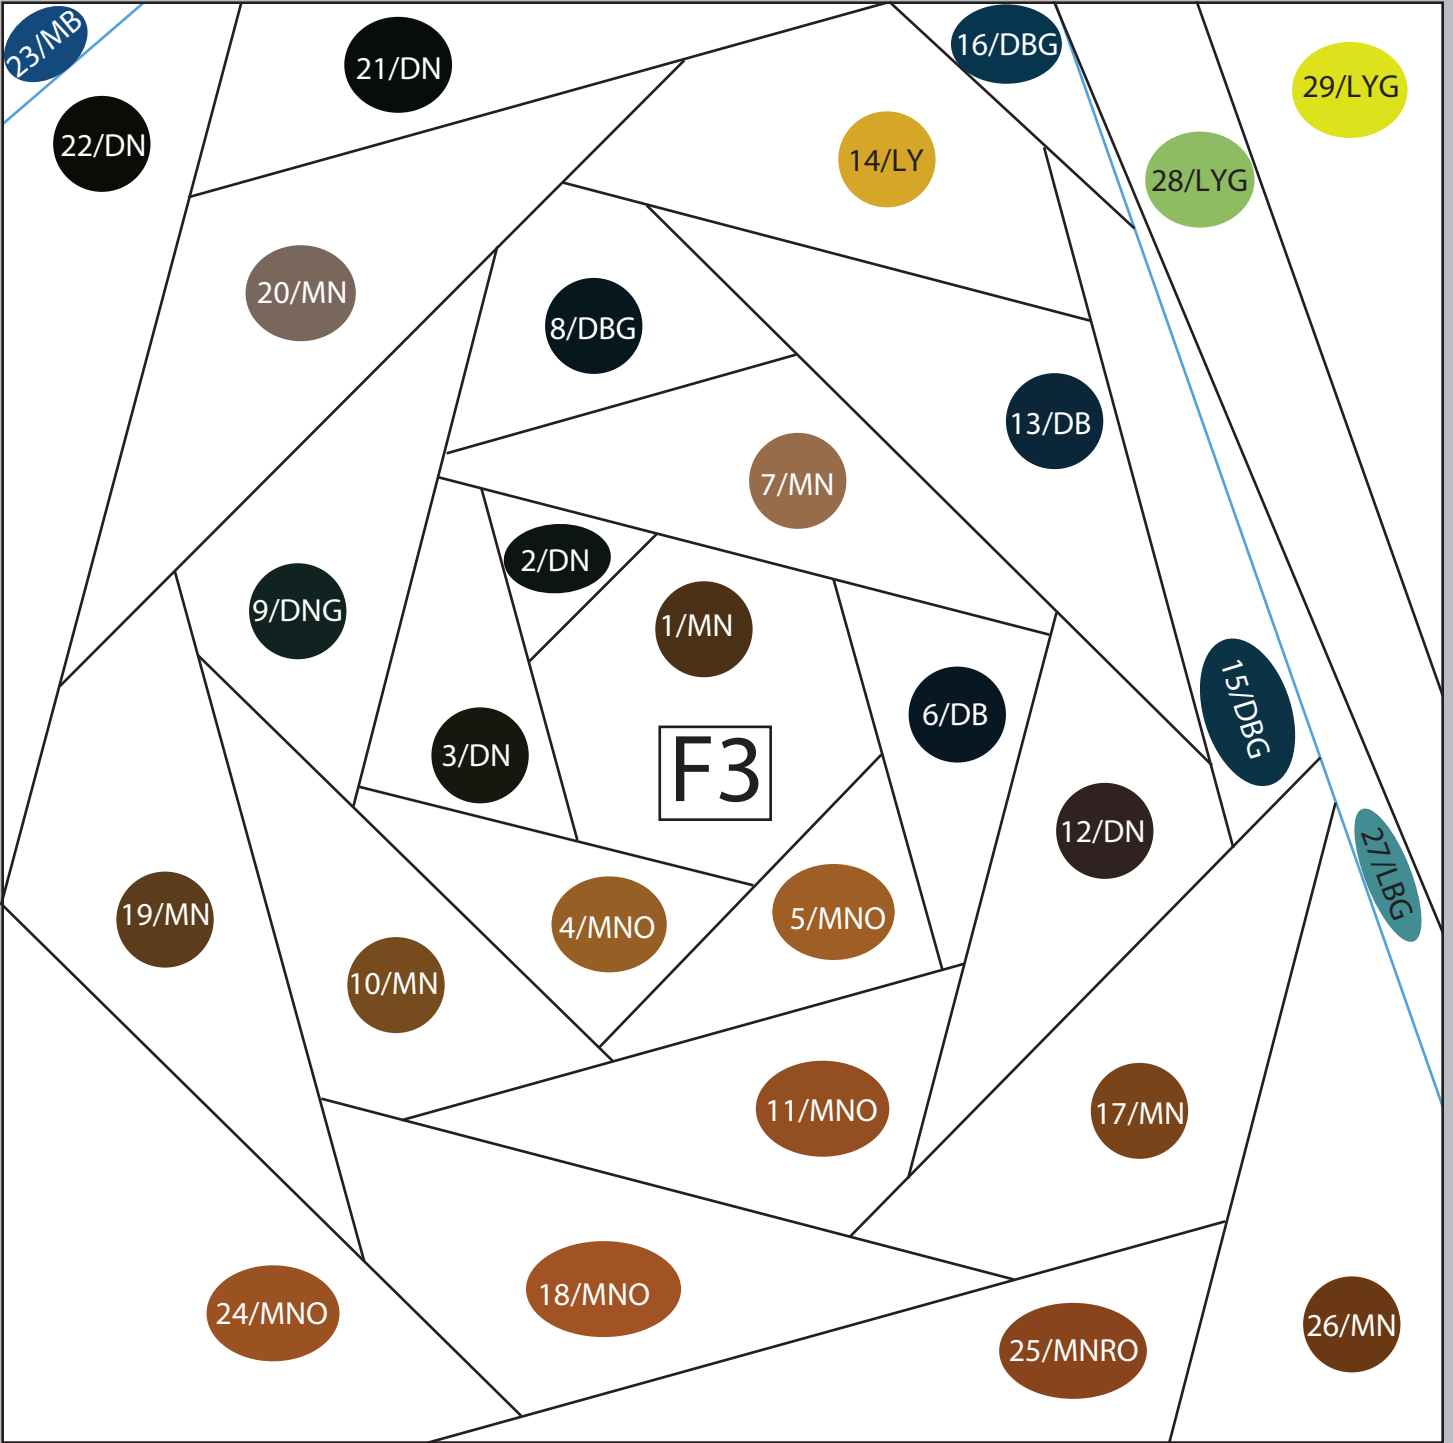 23/MB
21/DN
16/DBG
29/LYG
22/DN
14/LY
28/LYG
20/MN
8/DBG
13/DB
7/MN
2/DN
9/DNG
1/MN
15/DBG
6/DB
3/DN
F3
12/DN
27/LBG
19/MN
4/MNO
5/MNO
10/MN
11/MNO
17/MN
18/MNO
24/MNO
25/MNRO
26/MN